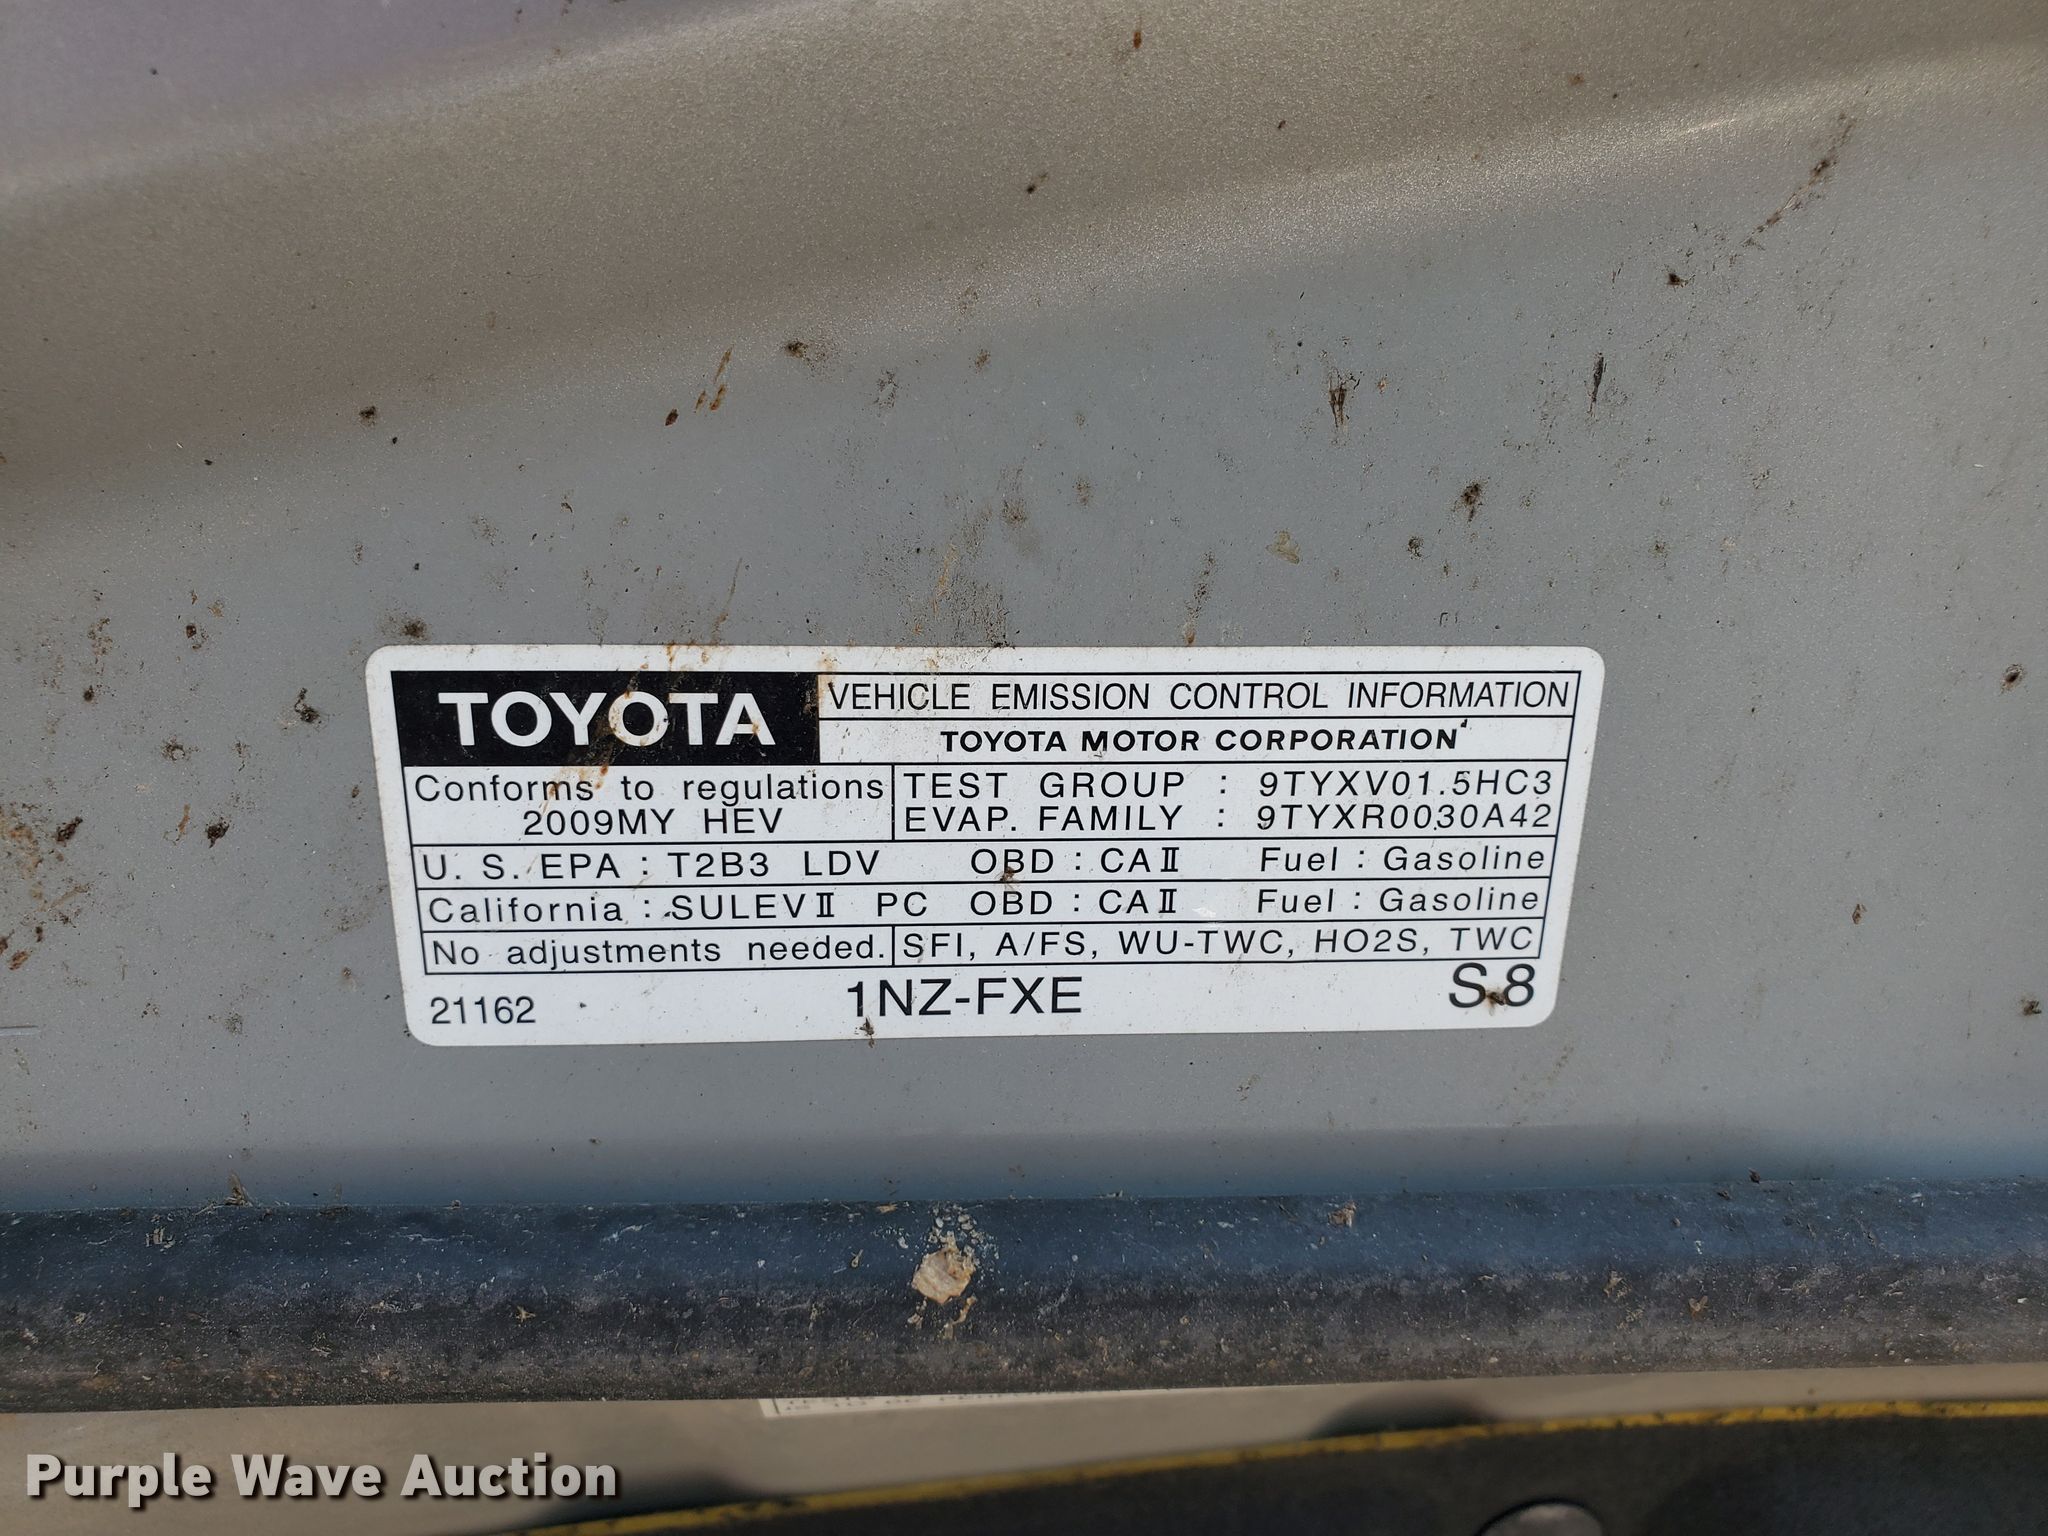 TOYOTA VEHICLE EMISSION CONTROL INFORMATION
TOYOTA MOTOR CORPORATION
Conforms to regulations
2009MY HEV
TEST GROUP : 9TYXV01.5HC3
EVAP. FAMILY : 9TYXR0030A42
U. S. EPA : T2B3 LDV OBD : CAⅡ Fuel : Gasoline
California : SULEVⅡ PC OBD : CAⅡ Fuel : Gasoline
No adjustments needed. SFI, A/FS, WU-TWC, HO2S, TWC
21162 1NZ-FXE S.8
Purple Wave Auction